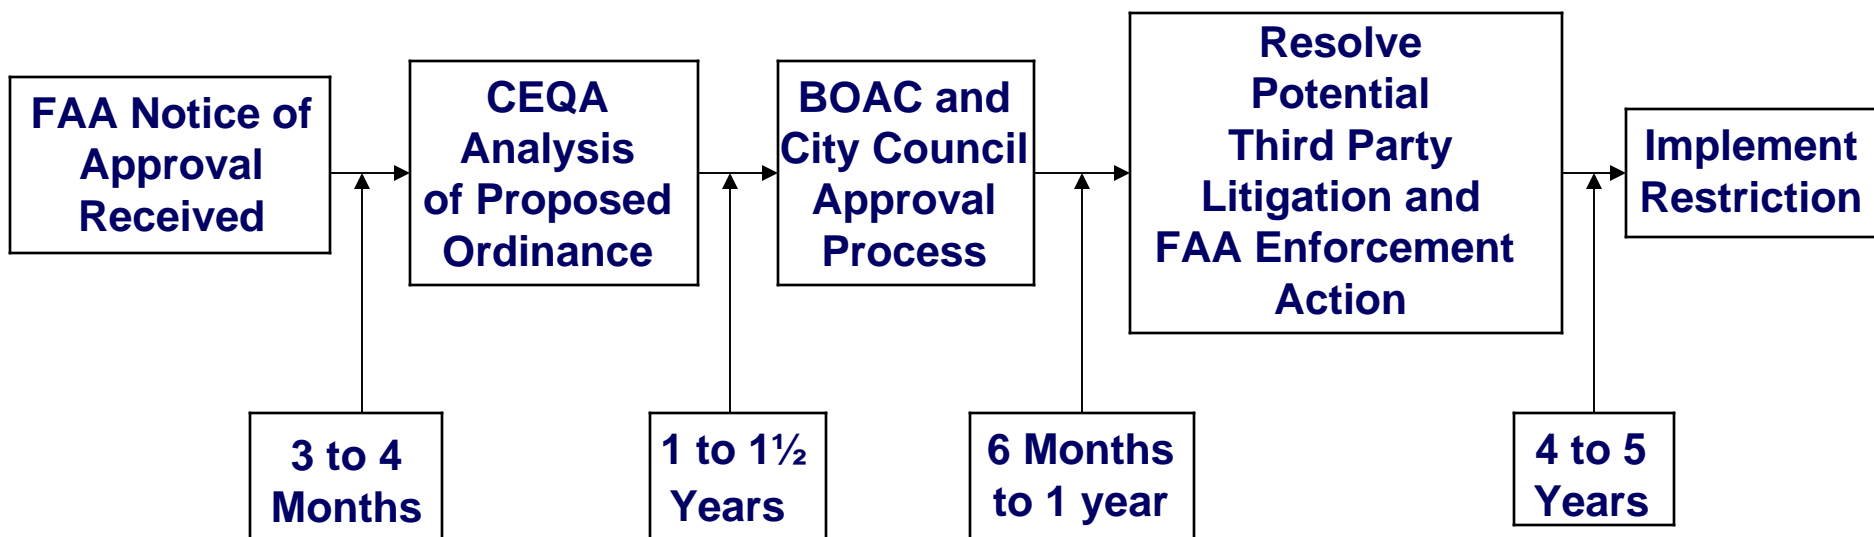 FAA Notice of
Approval
Received
CEQA
Analysis
of Proposed
Ordinance
BOAC and
City Council
Approval
Process
Resolve
Potential
Third Party
Litigation and
FAA Enforcement
Action
Implement
Restriction
3 to 4
Months
1 to 1½
Years
6 Months
to 1 year
4 to 5
Years